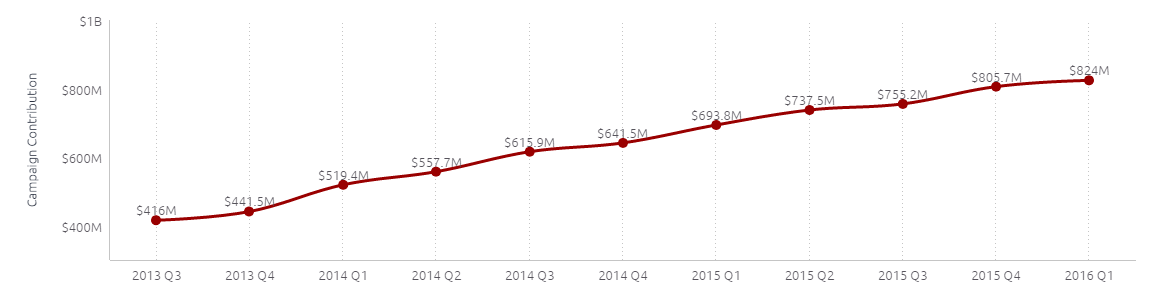 $1B
$800M
$600M
$400M
Campaign Contribution
$416M
$441.5M
$519.4M
$557.7M
$615.9M
$641.5M
$693.8M
$737.5M
$755.2M
$805.7M
$824M
2013 Q3
2013 Q4
2014 Q1
2014 Q2
2014 Q3
2014 Q4
2015 Q1
2015 Q2
2015 Q3
2015 Q4
2016 Q1